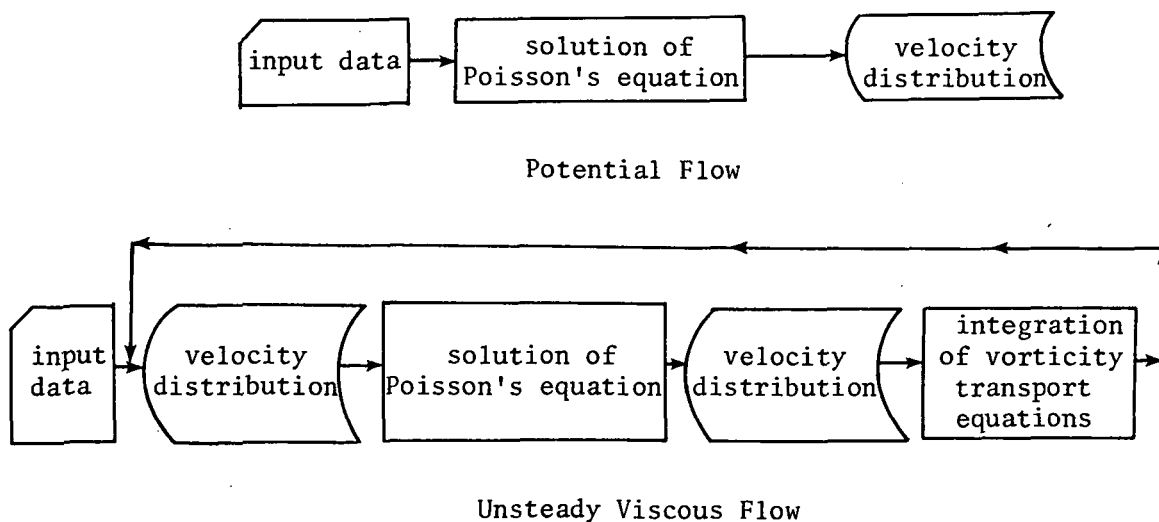 input data
solution of
Poisson's equation
velocity
distribution
Potential Flow
input
data
velocity
distribution
solution of
Poisson's equation
velocity
distribution
integration
of vorticity
transport
equations
Unsteady Viscous Flow